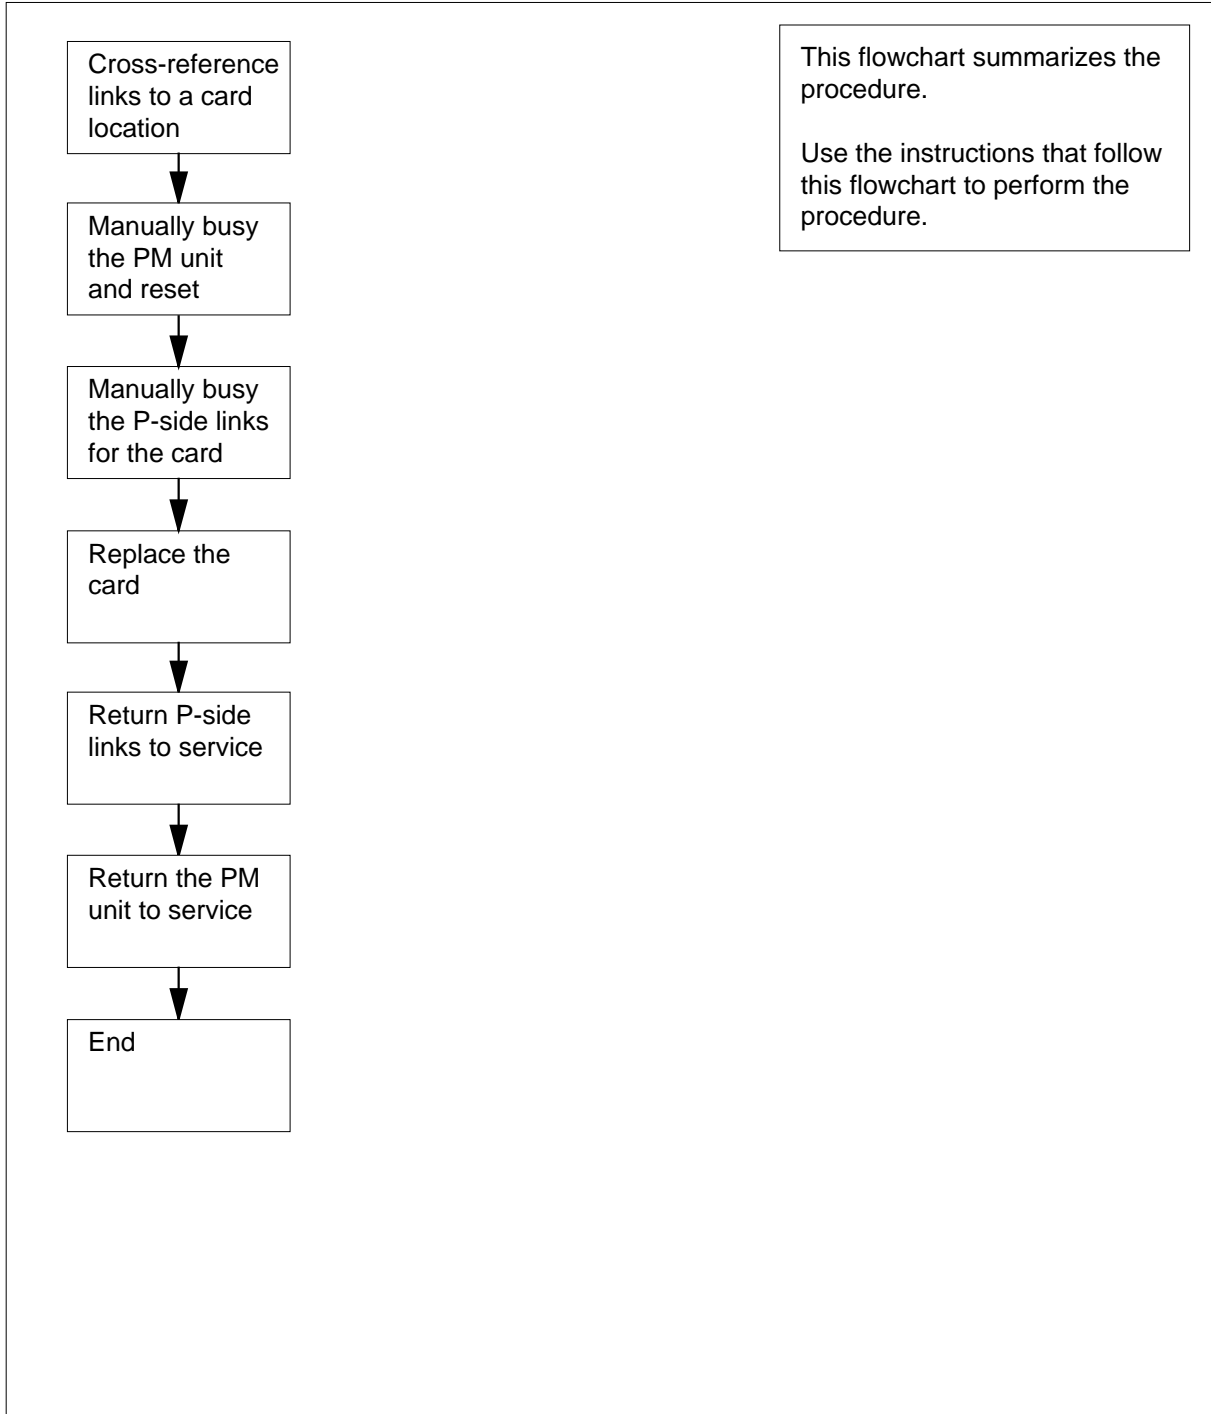 Cross-reference
links to a card
location
Manually busy
the PM unit
and reset
Manually busy
the P-side links
for the card
Replace the
card
Return P-side
links to service
Return the PM
unit to service
End
This flowchart summarizes the
procedure.
Use the instructions that follow
this flowchart to perform the
procedure.